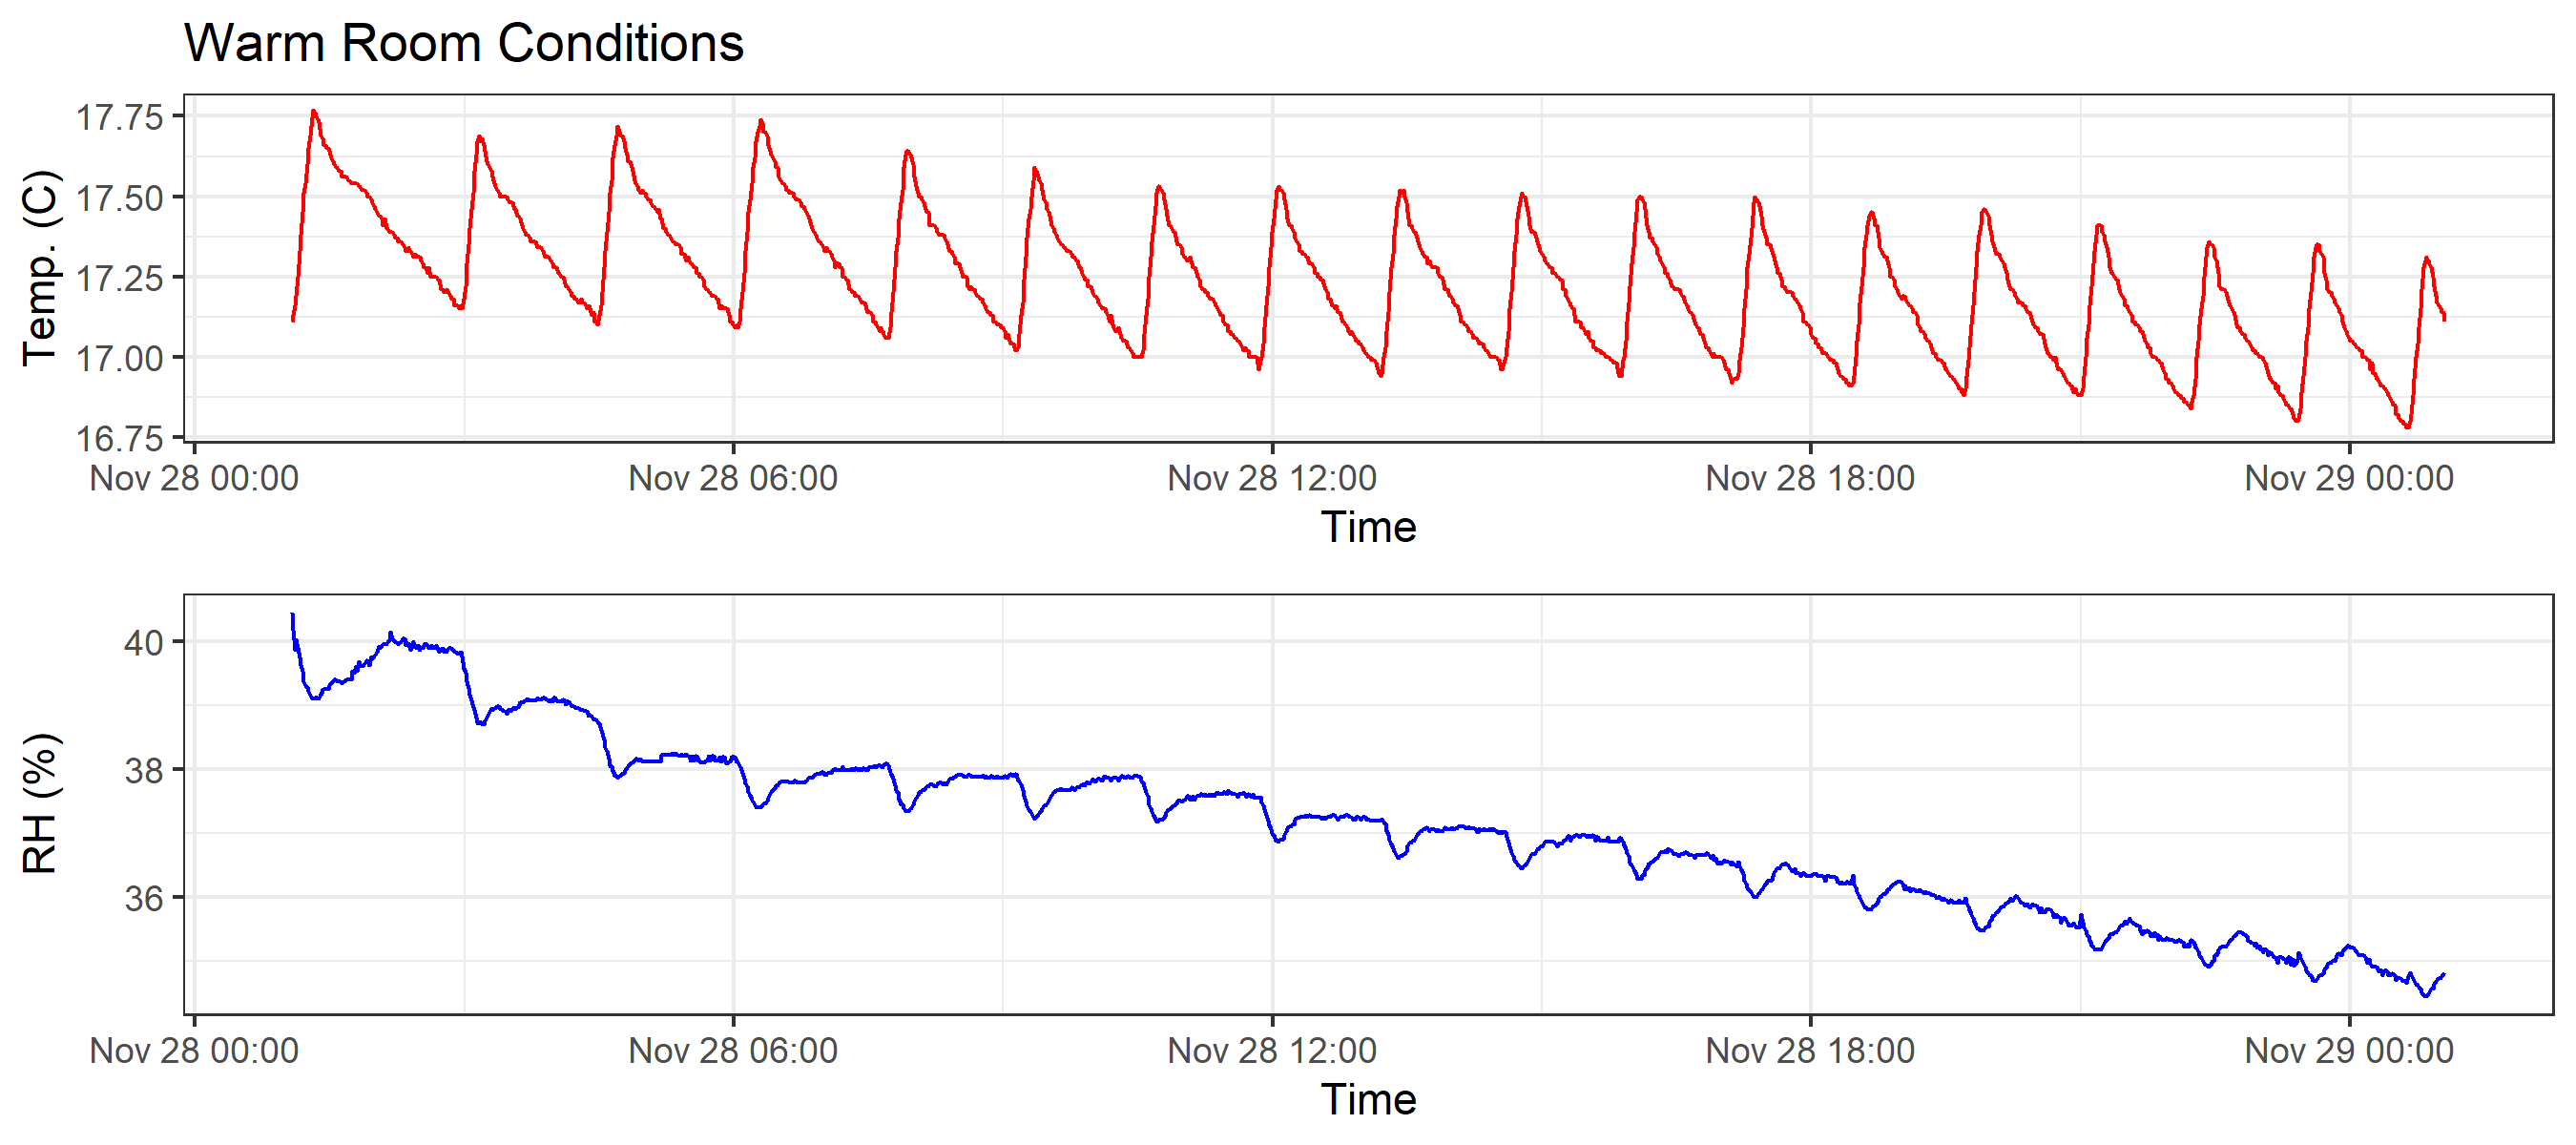 Warm Room Conditions
Temp. (C)
17.75
17.50
17.25
17.00
16.75
Nov 28 00:00 Nov 28 06:00 Nov 28 12:00 Nov 28 18:00 Nov 29 00:00
Time
RH (%)
40
38
36
Nov 28 00:00 Nov 28 06:00 Nov 28 12:00 Nov 28 18:00 Nov 29 00:00
Time